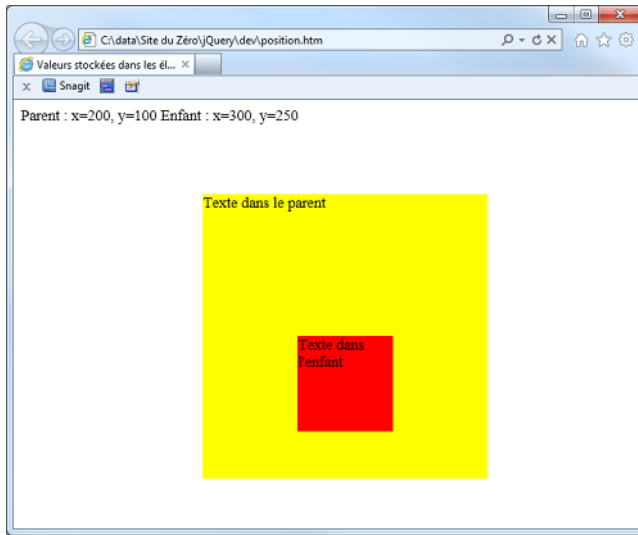 C:\data\Site du Zéro\jQuery\dev\position.htm
Valeurs stockées dans les él...
x Snagit
Parent : x=200, y=100 Enfant : x=300, y=250
Texte dans le parent
Texte dans
l'enfant